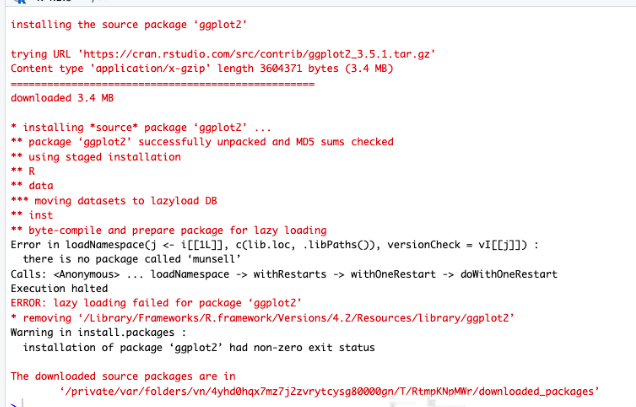 installing the source package ‘ggplot2’
trying URL 'https://cran.rstudio.com/src/contrib/ggplot2_3.5.1.tar.gz'
Content type 'application/x-gzip' length 3604371 bytes (3.4 MB)
==================================================
downloaded 3.4 MB
* installing *source* package ‘ggplot2’ ...
** package ‘ggplot2’ successfully unpacked and MD5 sums checked
** using staged installation
** R
** data
*** moving datasets to lazyload DB
** inst
** byte-compile and prepare package for lazy loading
Error in loadNamespace(j <- i[[1L]], c(lib.loc, .libPaths()), versionCheck = vI[[j]]) :
there is no package called ‘munsell’
Calls: <Anonymous> ... loadNamespace -> withRestarts -> withOneRestart -> doWithOneRestart
Execution halted
ERROR: lazy loading failed for package ‘ggplot2’
* removing ‘/Library/Frameworks/R.framework/Versions/4.2/Resources/library/ggplot2’
Warning in install.packages :
installation of package ‘ggplot2’ had non-zero exit status
The downloaded source packages are in
‘/private/var/folders/vn/4yhd0hqx7mz7j2zvrytcysg80000gn/T/RtmpKNpMWr/downloaded_packages’
>